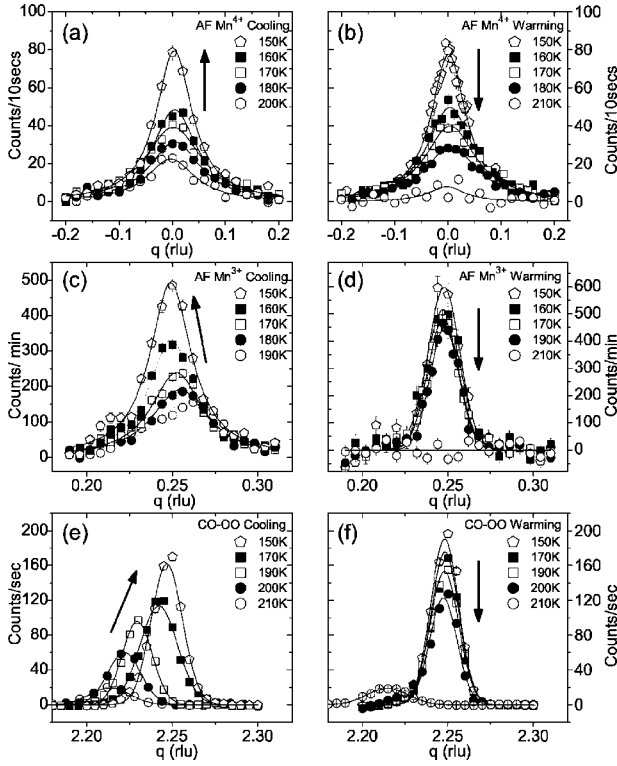 (a) AF Mn4+ Cooling
150K
160K
170K
180K
200K
Counts/10secs
100
80
60
40
20
0
-0.2 -0.1 0.0 0.1 0.2
q (rlu)
(b) AF Mn4+ Warming
150K
160K
170K
180K
210K
100
80
60
40
20
0
Counts/10secs
-0.2 -0.1 0.0 0.1 0.2
q (rlu)
(c) AF Mn3+ Cooling
150K
160K
170K
180K
190K
Counts/ min
500
400
300
200
100
0
0.20 0.25 0.30
q (rlu)
(d) AF Mn3+ Warming
150K
160K
170K
190K
210K
600
500
400
300
200
100
0
Counts/min
0.20 0.25 0.30
q (rlu)
(e) CO-OO Cooling
150K
170K
190K
200K
210K
Counts/sec
200
160
120
80
40
0
2.20 2.25 2.30
q (rlu)
(f) CO-OO Warming
150K
170K
190K
200K
210K
200
160
120
80
40
0
Counts/sec
2.20 2.25 2.30
q (rlu)